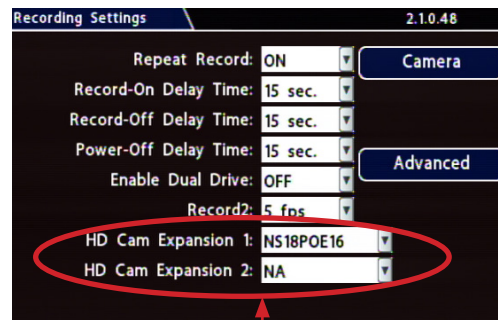 Recording Settings 2.1.0.48
Repeat Record: ON Camera
Record-On Delay Time: 15 sec.
Record-Off Delay Time: 15 sec.
Power-Off Delay Time: 15 sec. Advanced
Enable Dual Drive: OFF
Record2: 5 fps
HD Cam Expansion 1: NS18POE16
HD Cam Expansion 2: NA